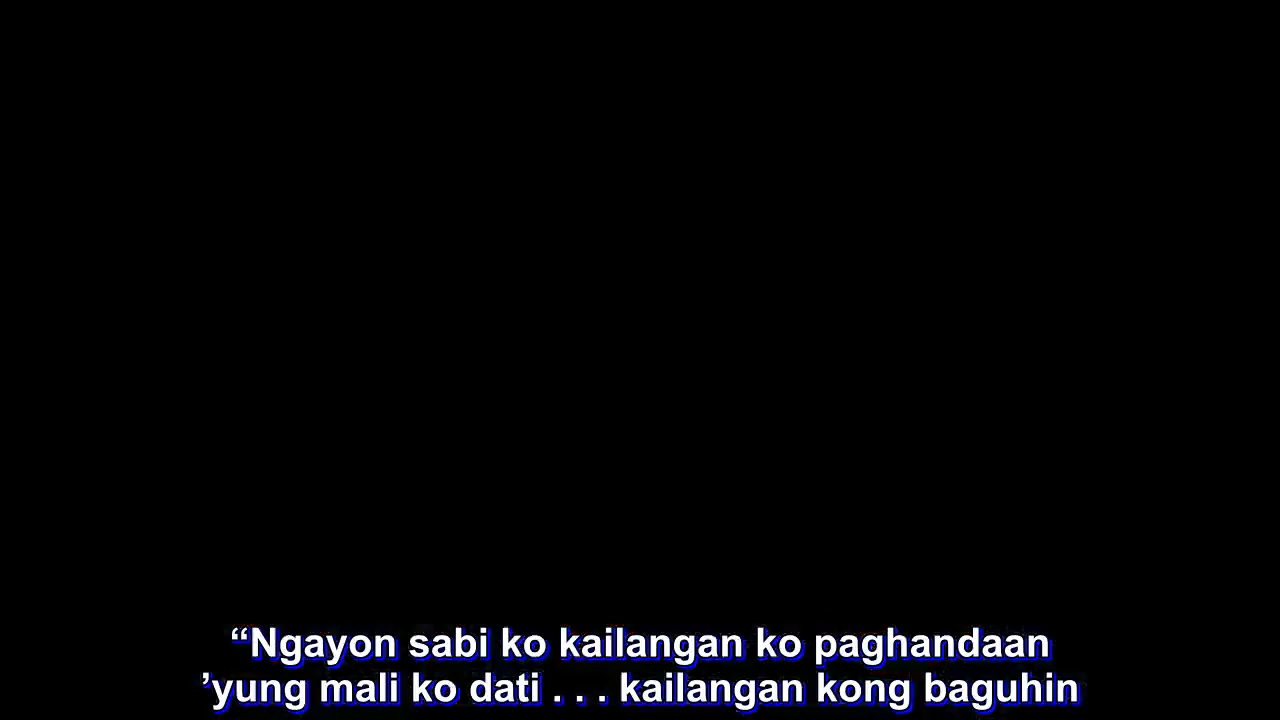 “Ngayon sabi ko kailangan ko paghandaan
’yung mali ko dati . . . kailangan kong baguhin